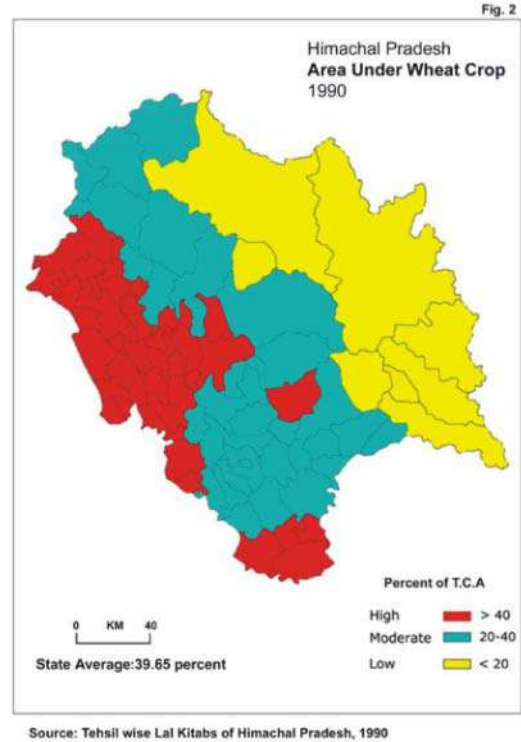 Fig. 2
Himachal Pradesh
Area Under Wheat Crop
1990
Percent of T.C.A
High > 40
Moderate 20-40
Low < 20
0 KM 40
State Average:39.65 percent
Source: Tehsil wise Lal Kitabs of Himachal Pradesh, 1990